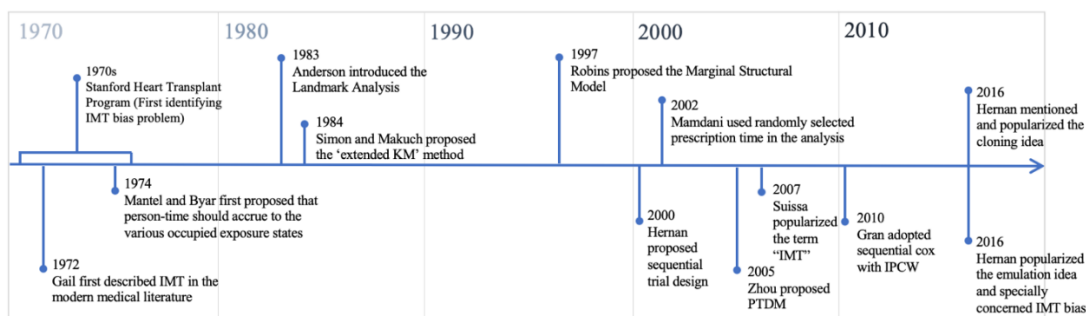 1970
1980
1990
2000
2010
1970s
Stanford Heart Transplant
Program (First identifying
IMT bias problem)
1983
Anderson introduced the
Landmark Analysis
1984
Simon and Makuch proposed
the ‘extended KM’ method
1997
Robins proposed the Marginal Structural
Model
2002
Mamdani used randomly selected
prescription time in the analysis
2016
Hernan mentioned
and popularized the
cloning idea
1974
Mantel and Byar first proposed that
person-time should accrue to the
various occupied exposure states
1972
Gail first described IMT in the
modern medical literature
2000
Hernan
proposed
sequential
trial design
2005
Zhou proposed
PTDM
2007
Suissa
popularized
the term
“IMT”
2010
Gran adopted
sequential cox
with IPCW
2016
Hernan popularized
the emulation idea
and specially
concerned IMT bias